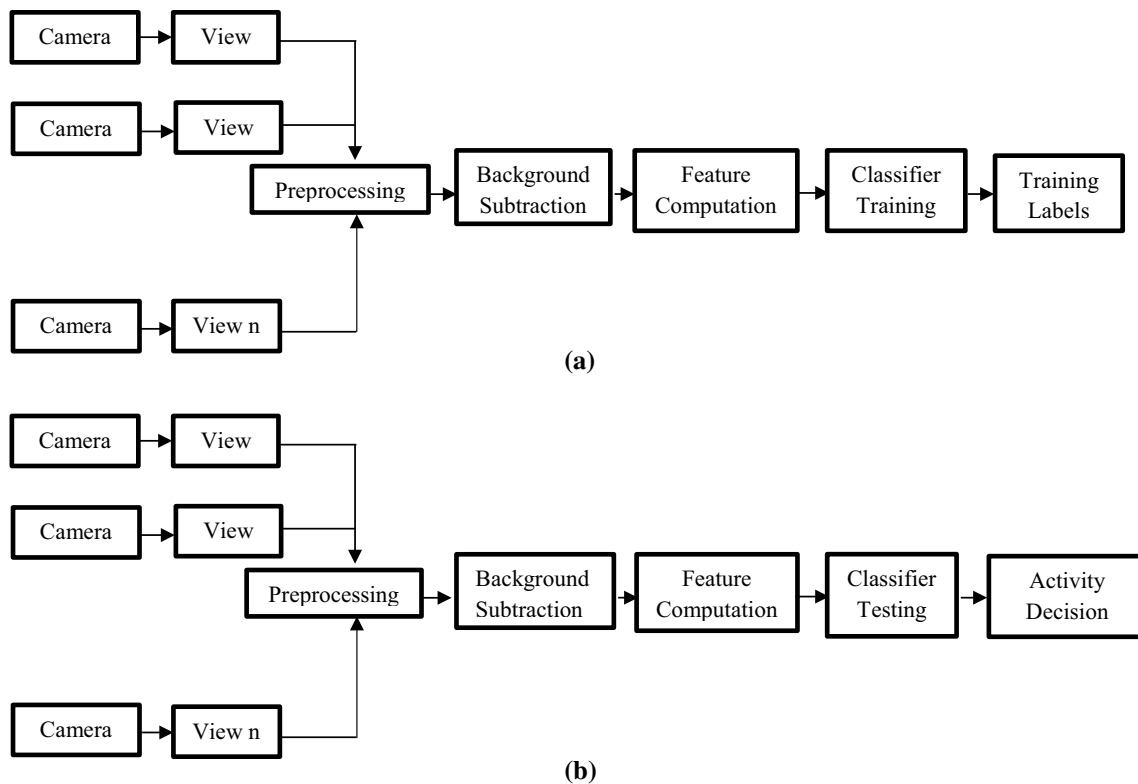 Camera
View
Camera
View
Preprocessing
Background
Subtraction
Feature
Computation
Classifier
Training
Training
Labels
Camera
View n
(a)
Camera
View
Camera
View
Preprocessing
Background
Subtraction
Feature
Computation
Classifier
Testing
Activity
Decision
Camera
View n
(b)